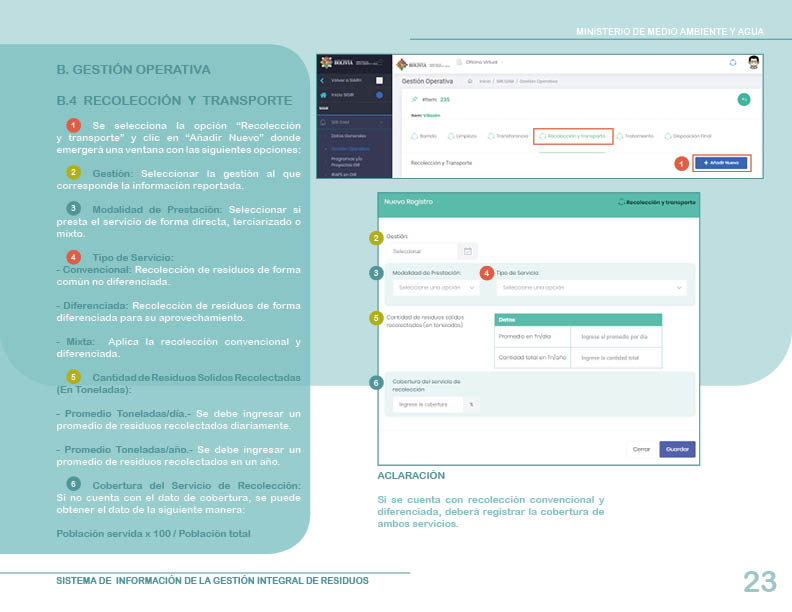 MINISTERIO DE MEDIO AMBIENTE Y AGUA
B. GESTIÓN OPERATIVA
B.4 RECOLECCIÓN Y TRANSPORTE
1 Se selecciona la opción “Recolección
y transporte” y clic en “Añadir Nuevo” donde
emergerá una ventana con las siguientes opciones:
2 Gestión: Seleccionar la gestión al que
corresponde la información reportada.
3 Modalidad de Prestación: Seleccionar si
presta el servicio de forma directa, terciarizado o
mixto.
4 Tipo de Servicio:
- Convencional: Recolección de residuos de forma
común no diferenciada.
- Diferenciada: Recolección de residuos de forma
diferenciada para su aprovechamiento.
- Mixta: Aplica la recolección convencional y
diferenciada.
5 Cantidad de Residuos Solidos Recolectadas
(En Toneladas):
- Promedio Toneladas/día.- Se debe ingresar un
promedio de residuos recolectados diariamente.
- Promedio Toneladas/año.- Se debe ingresar un
promedio de residuos recolectados en un año.
6 Cobertura del Servicio de Recolección:
Si no cuenta con el dato de cobertura, se puede
obtener el dato de la siguiente manera:
Población servida x 100 / Población total
BOLIVIA
BOLIVIA
Oficina Virtual
Volver a SIARH
Inicio SIGIR
SIGIR
SIR GAM
Datos Generales
Gestión Operativa
Programas y/o
Proyectos GIR
Gestión Operativa
Inicio / SIR GAM / Gestión Operativa
#Item: 235
Item: Villazón
Barrido
Limpieza
Transferencia
Recolección y transporte
Tratamiento
Disposición Final
Recolección y Transporte
1
+ Añadir Nuevo
Nuevo Registro
Recolección y transporte
2 Gestión:
Seleccionar
3 Modalidad de Prestación:
Seleccione una opción
4 Tipo de Servicio
Seleccione una opción
5 Cantidad de residuos solidos
recolectados (en toneladas)
Datos
Promedio en Tn/día
Ingrese el promedio por día
Cantidad total en Tn/año
Ingrese la cantidad total
6 Cobertura del servicio de
recolección
Ingrese la cobertura %
Cerrar
Guardar
ACLARACIÓN
Si se cuenta con recolección convencional y
diferenciada, deberá registrar la cobertura de
ambos servicios.
SISTEMA DE INFORMACIÓN DE LA GESTIÓN INTEGRAL DE RESIDUOS
23